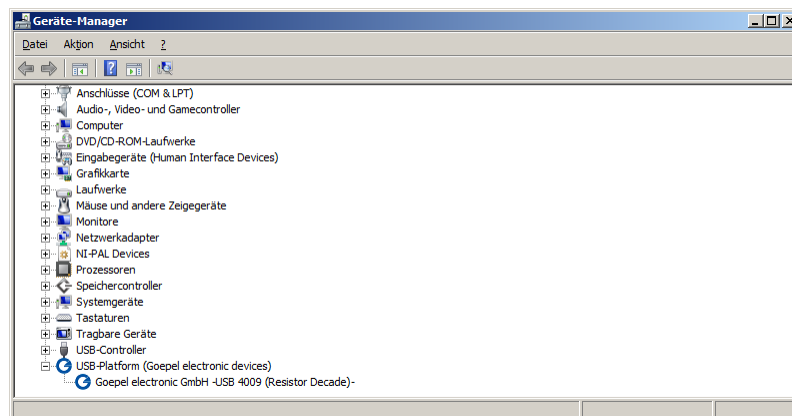 Geräte-Manager
Datei Aktion Ansicht ?
Anschlüsse (COM & LPT)
Audio-, Video- und Gamecontroller
Computer
DVD/CD-ROM-Laufwerke
Eingabegeräte (Human Interface Devices)
Grafikkarte
Laufwerke
Mäuse und andere Zeigegeräte
Monitore
Netzwerkadapter
NI-PAL Devices
Prozessoren
Speichercontroller
Systemgeräte
Tastaturen
Tragbare Geräte
USB-Controller
USB-Platform (Goepel electronic devices)
Goepel electronic GmbH -USB 4009 (Resistor Decade)-